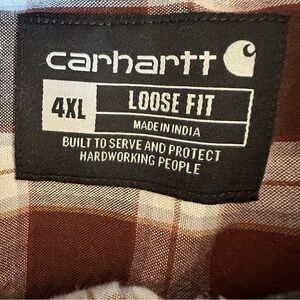 carhartt
4XL
LOOSE FIT
MADE IN INDIA
BUILT TO SERVE AND PROTECT
HARDWORKING PEOPLE